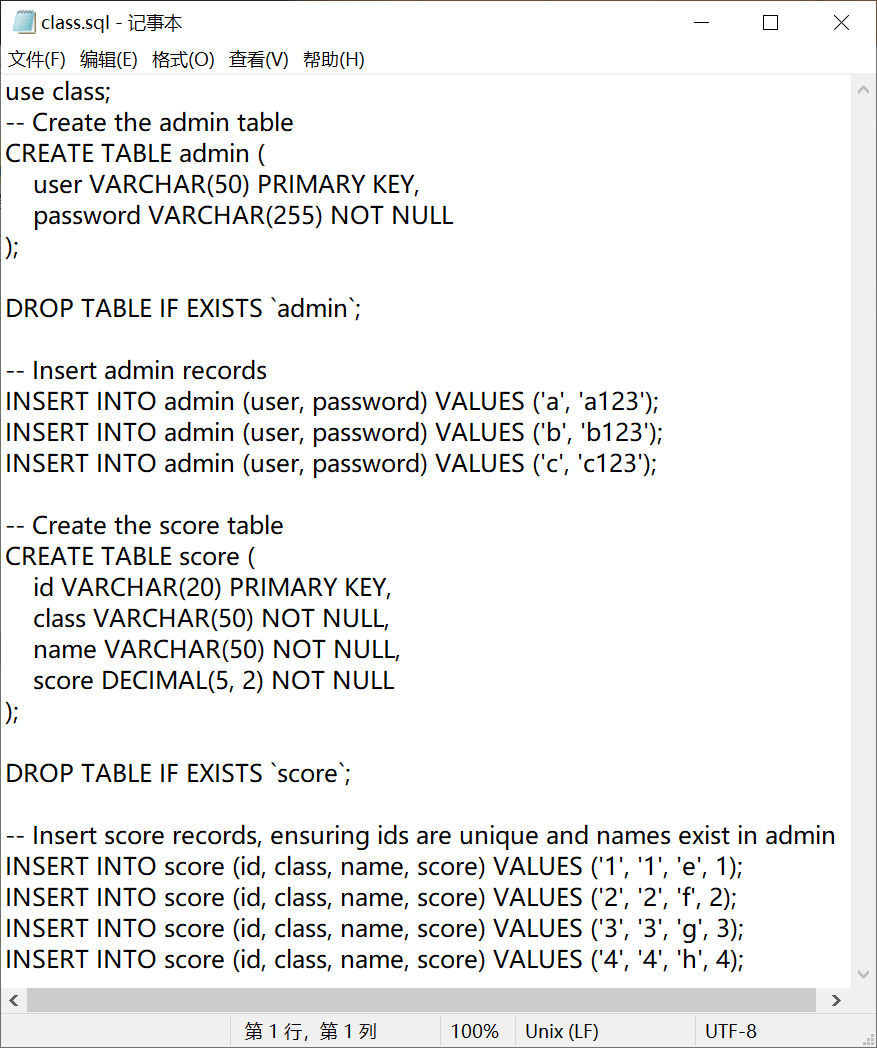 class.sql - 记事本
文件(F) 编辑(E) 格式(O) 查看(V) 帮助(H)
use class;
-- Create the admin table
CREATE TABLE admin (
    user VARCHAR(50) PRIMARY KEY,
    password VARCHAR(255) NOT NULL
);

DROP TABLE IF EXISTS `admin`;

-- Insert admin records
INSERT INTO admin (user, password) VALUES ('a', 'a123');
INSERT INTO admin (user, password) VALUES ('b', 'b123');
INSERT INTO admin (user, password) VALUES ('c', 'c123');

-- Create the score table
CREATE TABLE score (
    id VARCHAR(20) PRIMARY KEY,
    class VARCHAR(50) NOT NULL,
    name VARCHAR(50) NOT NULL,
    score DECIMAL(5, 2) NOT NULL
);

DROP TABLE IF EXISTS `score`;

-- Insert score records, ensuring ids are unique and names exist in admin
INSERT INTO score (id, class, name, score) VALUES ('1', '1', 'e', 1);
INSERT INTO score (id, class, name, score) VALUES ('2', '2', 'f', 2);
INSERT INTO score (id, class, name, score) VALUES ('3', '3', 'g', 3);
INSERT INTO score (id, class, name, score) VALUES ('4', '4', 'h', 4);
第 1 行，第 1 列 100% Unix (LF) UTF-8